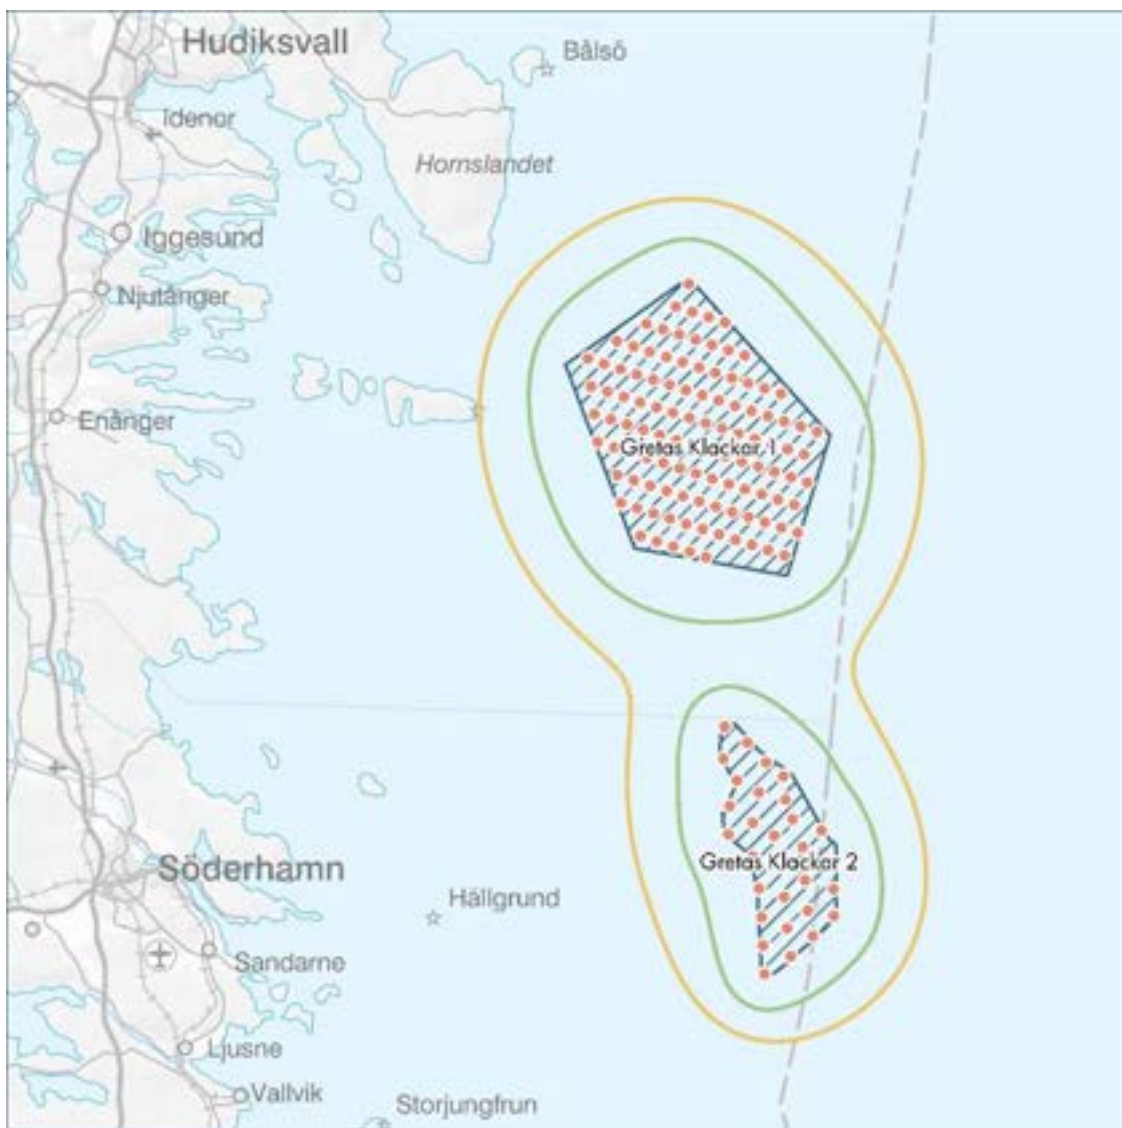 Hudiksvall
Bålsö
Idenor
Hornslandet
Iggesund
Njutånger
Enånger
Gretas Klackar 1
Söderhamn
Gretas Klackar 2
Hällgrund
Sandarne
Ljusne
Vallvik
Storjungfrun